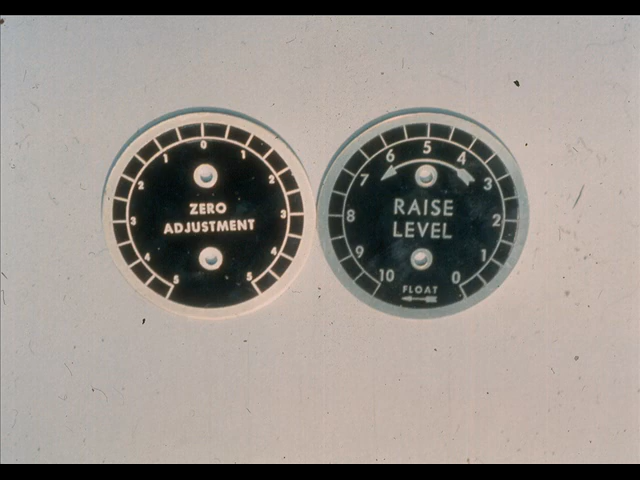 0
1 1
2 2
3 3
4 4
5 5
ZERO
ADJUSTMENT
5
6 4
7 3
8 2
9 1
10 0
RAISE
LEVEL
FLOAT